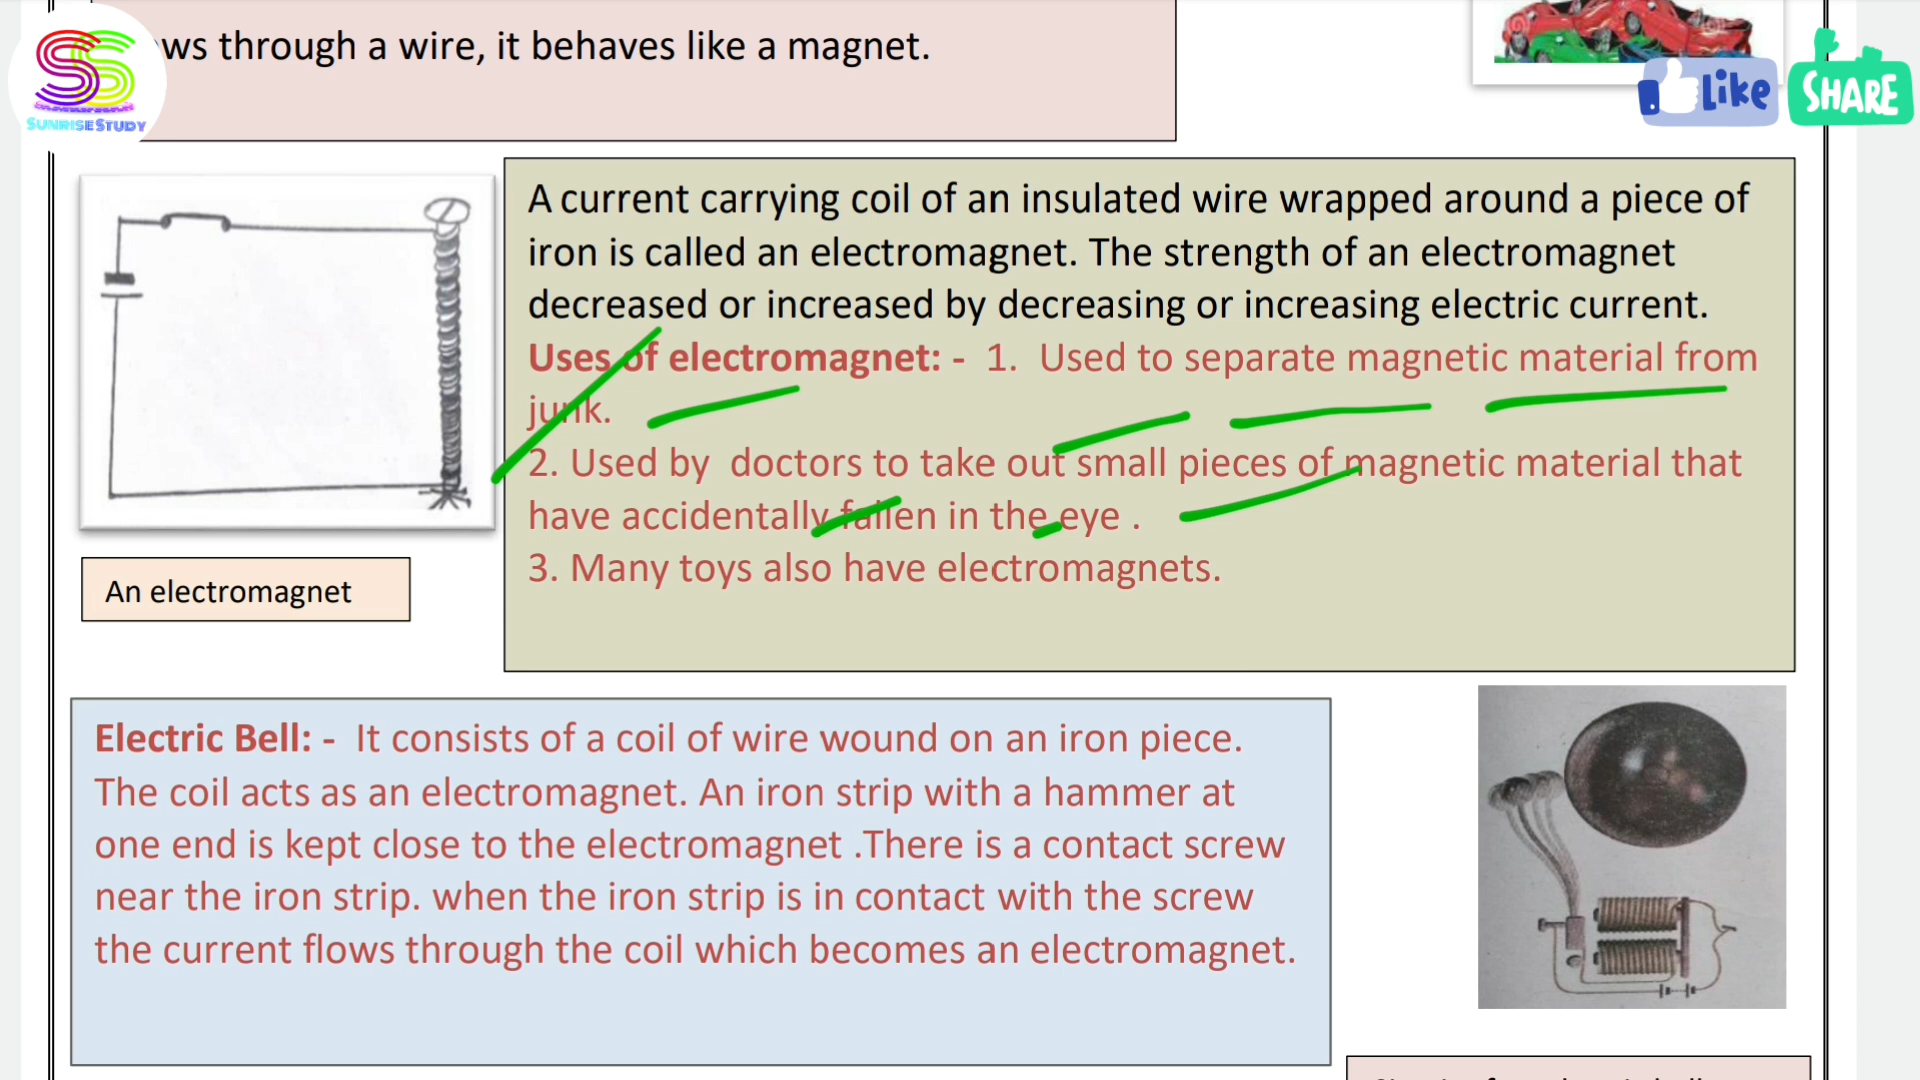 ws through a wire, it behaves like a magnet.
SUNRISE STUDY
Like
SHARE
A current carrying coil of an insulated wire wrapped around a piece of
iron is called an electromagnet. The strength of an electromagnet
decreased or increased by decreasing or increasing electric current.
Uses of electromagnet: - 1. Used to separate magnetic material from
junk.
2. Used by doctors to take out small pieces of magnetic material that
have accidentally fallen in the eye .
3. Many toys also have electromagnets.
An electromagnet
Electric Bell: - It consists of a coil of wire wound on an iron piece.
The coil acts as an electromagnet. An iron strip with a hammer at
one end is kept close to the electromagnet .There is a contact screw
near the iron strip. when the iron strip is in contact with the screw
the current flows through the coil which becomes an electromagnet.